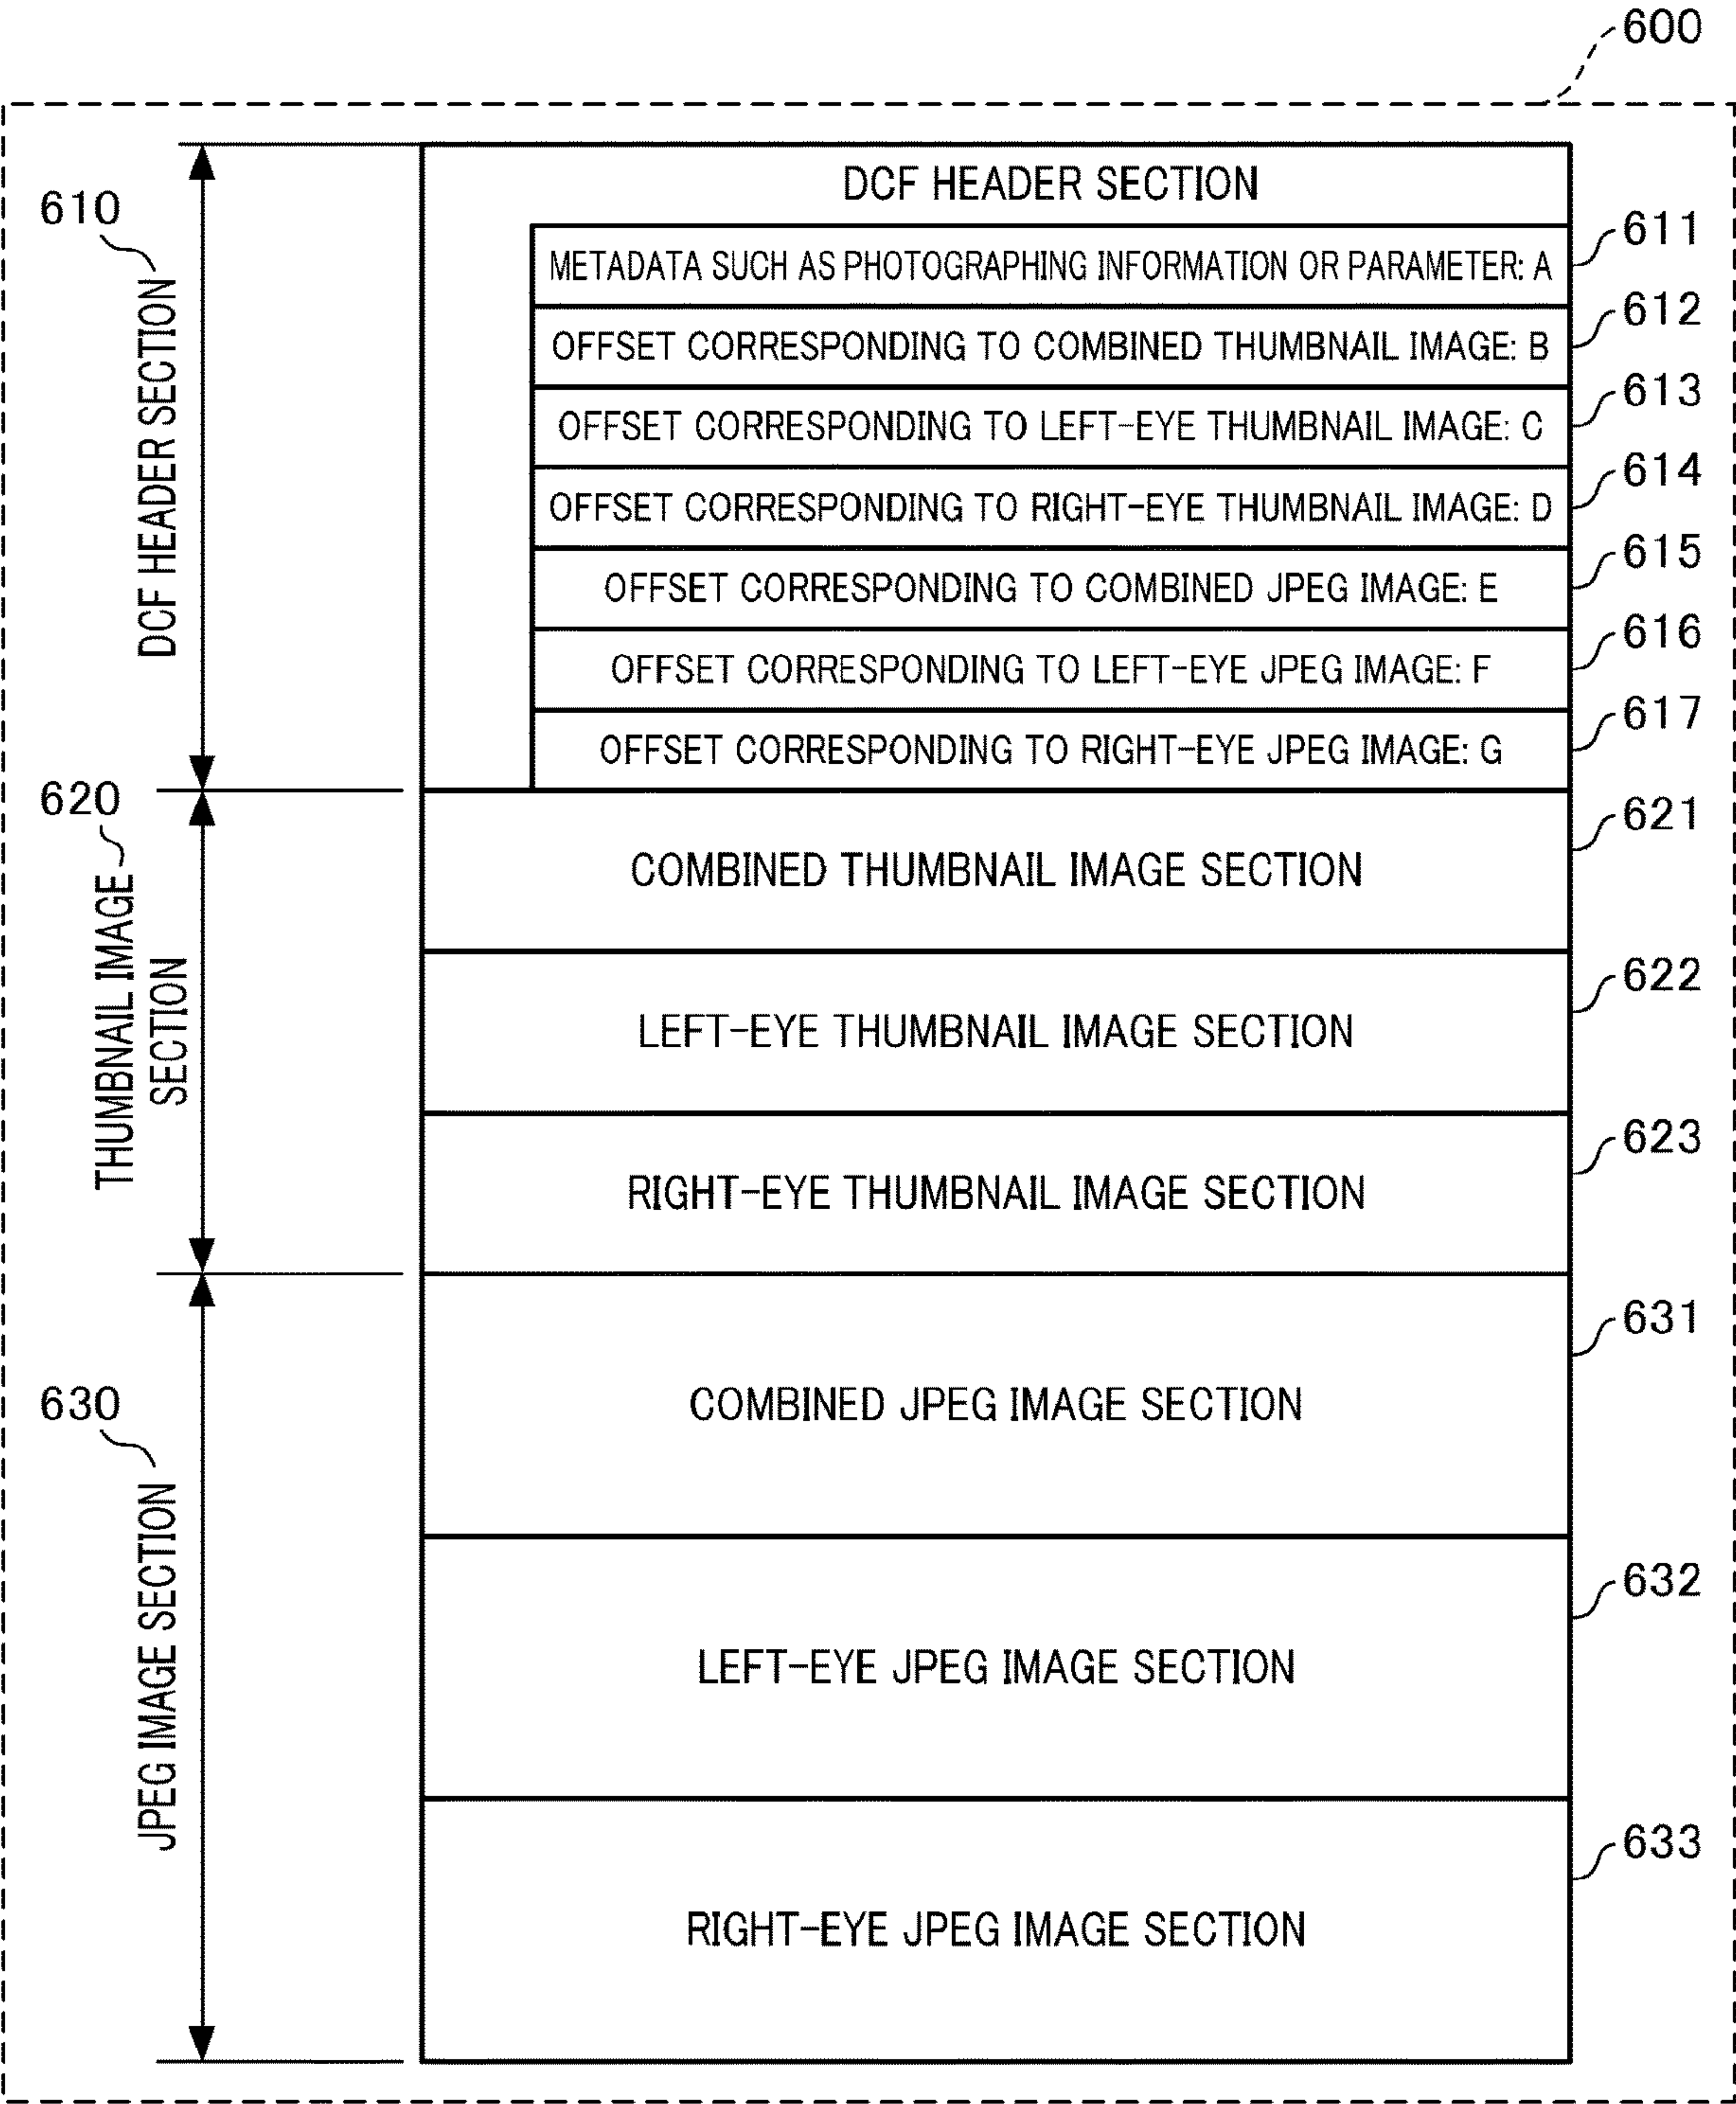 600
610
DCF HEADER SECTION
DCF HEADER SECTION
METADATA SUCH AS PHOTOGRAPHING INFORMATION OR PARAMETER: A
611
OFFSET CORRESPONDING TO COMBINED THUMBNAIL IMAGE: B
612
OFFSET CORRESPONDING TO LEFT-EYE THUMBNAIL IMAGE: C
613
OFFSET CORRESPONDING TO RIGHT-EYE THUMBNAIL IMAGE: D
614
OFFSET CORRESPONDING TO COMBINED JPEG IMAGE: E
615
OFFSET CORRESPONDING TO LEFT-EYE JPEG IMAGE: F
616
OFFSET CORRESPONDING TO RIGHT-EYE JPEG IMAGE: G
617
620
THUMBNAIL IMAGE
SECTION
COMBINED THUMBNAIL IMAGE SECTION
621
LEFT-EYE THUMBNAIL IMAGE SECTION
622
RIGHT-EYE THUMBNAIL IMAGE SECTION
623
630
JPEG IMAGE SECTION
COMBINED JPEG IMAGE SECTION
631
LEFT-EYE JPEG IMAGE SECTION
632
RIGHT-EYE JPEG IMAGE SECTION
633